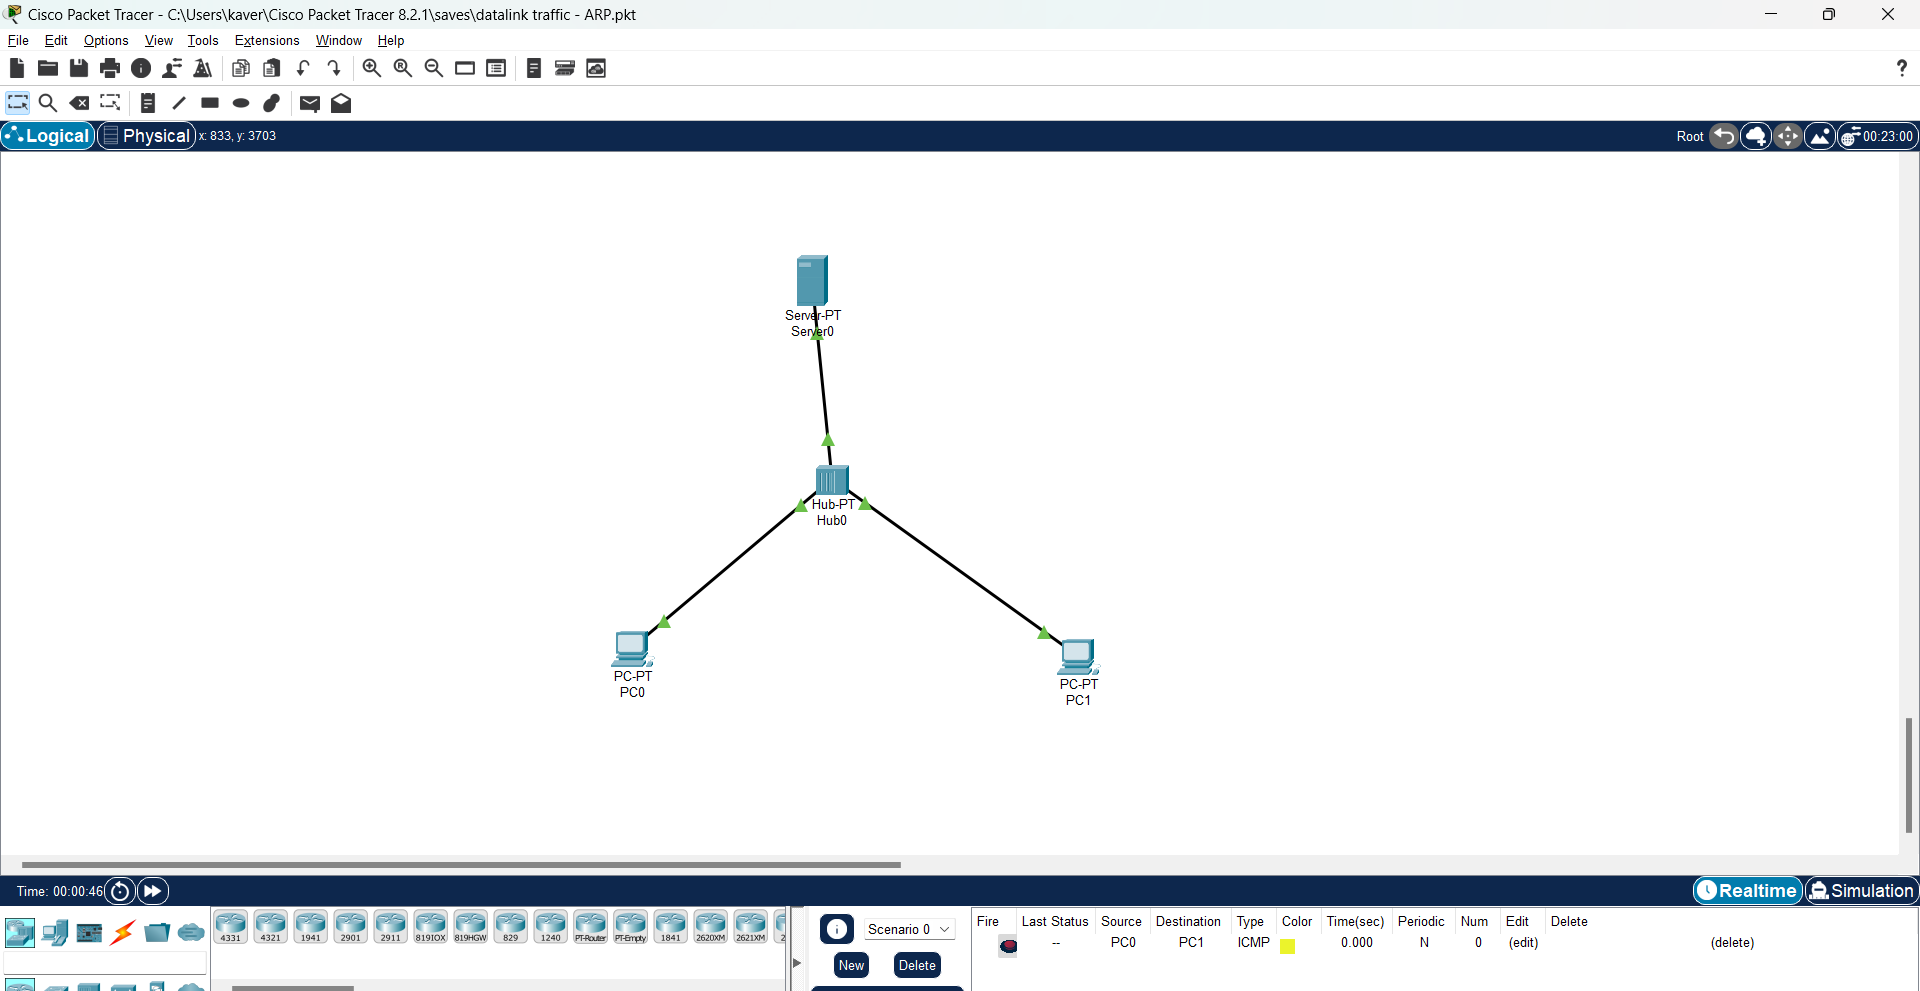 Cisco Packet Tracer - C:\Users\kaver\Cisco Packet Tracer 8.2.1\saves\datalink traffic - ARP.pkt
File Edit Options View Tools Extensions Window Help
?
Logical Physical x: 833, y: 3703 Root 00:23:00
Server-PT
Server0
Hub-PT
Hub0
PC-PT
PC0
PC-PT
PC1
Time: 00:00:46 Realtime Simulation
4331 4321 1941 2901 2911 819IOX 819HGW 829 1240 PT-Router PT-Empty 1841 2620XM 2621XM
Scenario 0
New Delete
Fire Last Status Source Destination Type Color Time(sec) Periodic Num Edit Delete
-- PC0 PC1 ICMP 0.000 N 0 (edit) (delete)